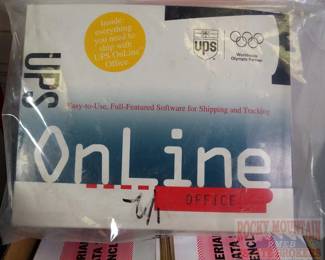 Inside
everything
you need to
ship with
UPS OnLine
Office.
ups
Worldwide
Olympic Partner
UPS
Easy-to-Use, Full-Featured Software for Shipping and Tracking
OnLine
OFFICE
ROCKY MOUNTAIN